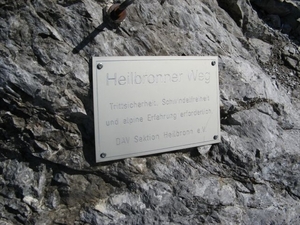 Heilbronner Weg
Trittsicherheit, Schwindelfreiheit
und alpine Erfahrung erforderlich
DAV Sektion Heilbronn e.V.